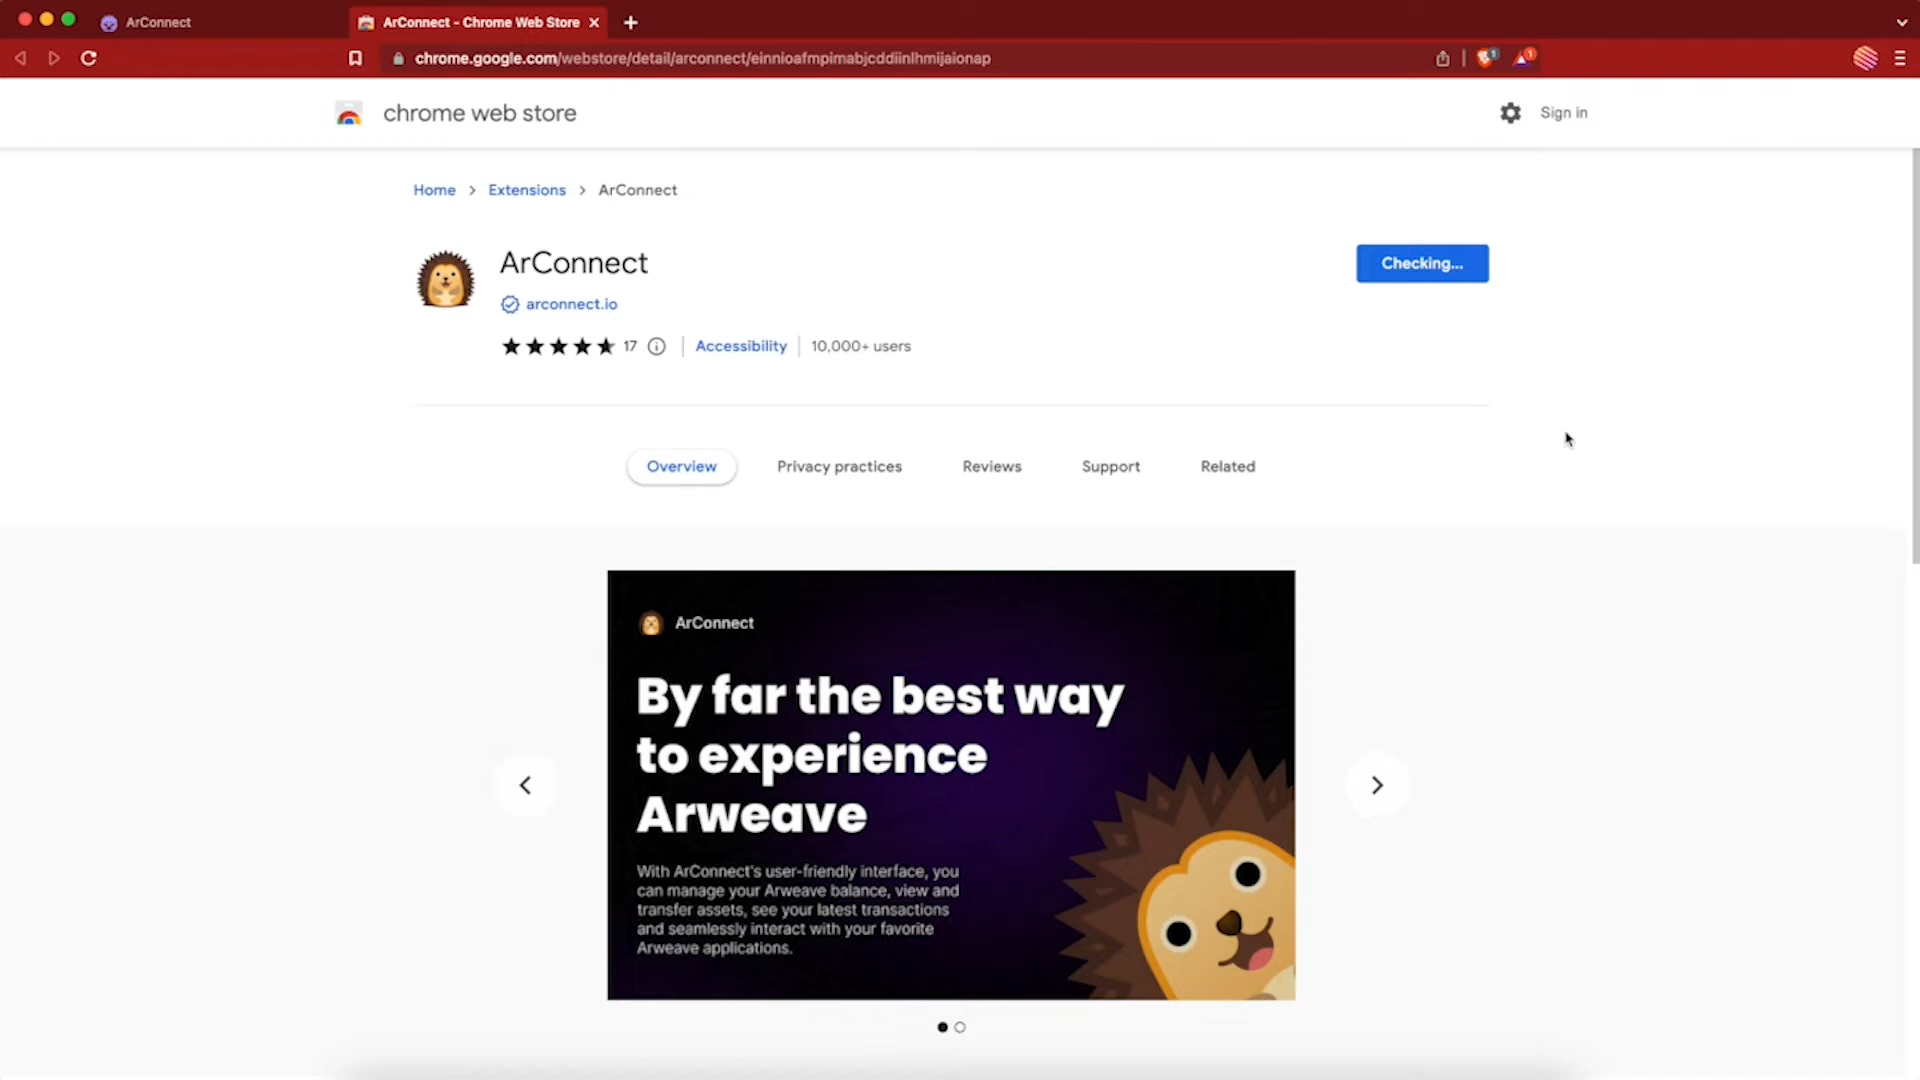 ArConnect
ArConnect - Chrome Web Store
chrome.google.com/webstore/detail/arconnect/einnioafmpimabjcddiinlhmijaionap
1
1
chrome web store
Sign in
Home > Extensions > ArConnect
ArConnect
Checking...
arconnect.io
17
Accessibility
10,000+ users
Overview
Privacy practices
Reviews
Support
Related
ArConnect
By far the best way
to experience
Arweave
With ArConnect's user-friendly interface, you
can manage your Arweave balance, view and
transfer assets, see your latest transactions
and seamlessly interact with your favorite
Arweave applications.